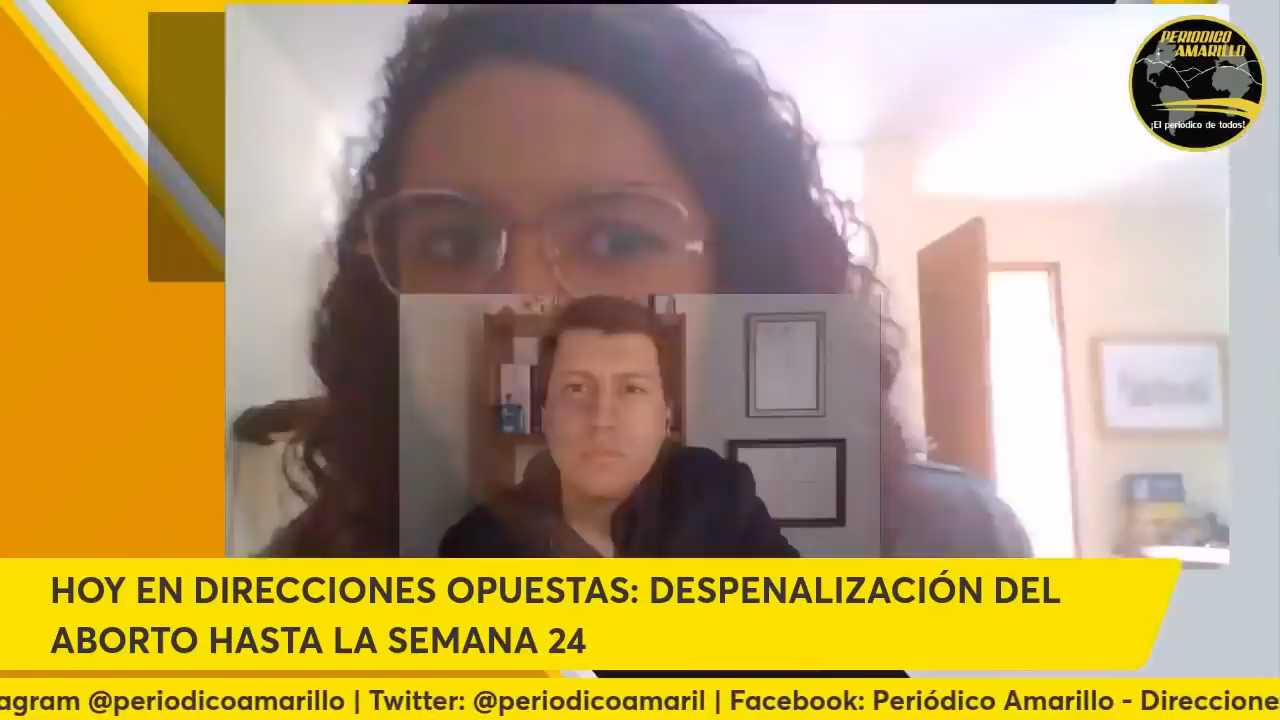 PERIODICO
AMARILLO
¡El periódico de todos!
HOY EN DIRECCIONES OPUESTAS: DESPENALIZACIÓN DEL
ABORTO HASTA LA SEMANA 24
agram @periodicoamarillo | Twitter: @periodicoamaril | Facebook: Periódico Amarillo - Direccione